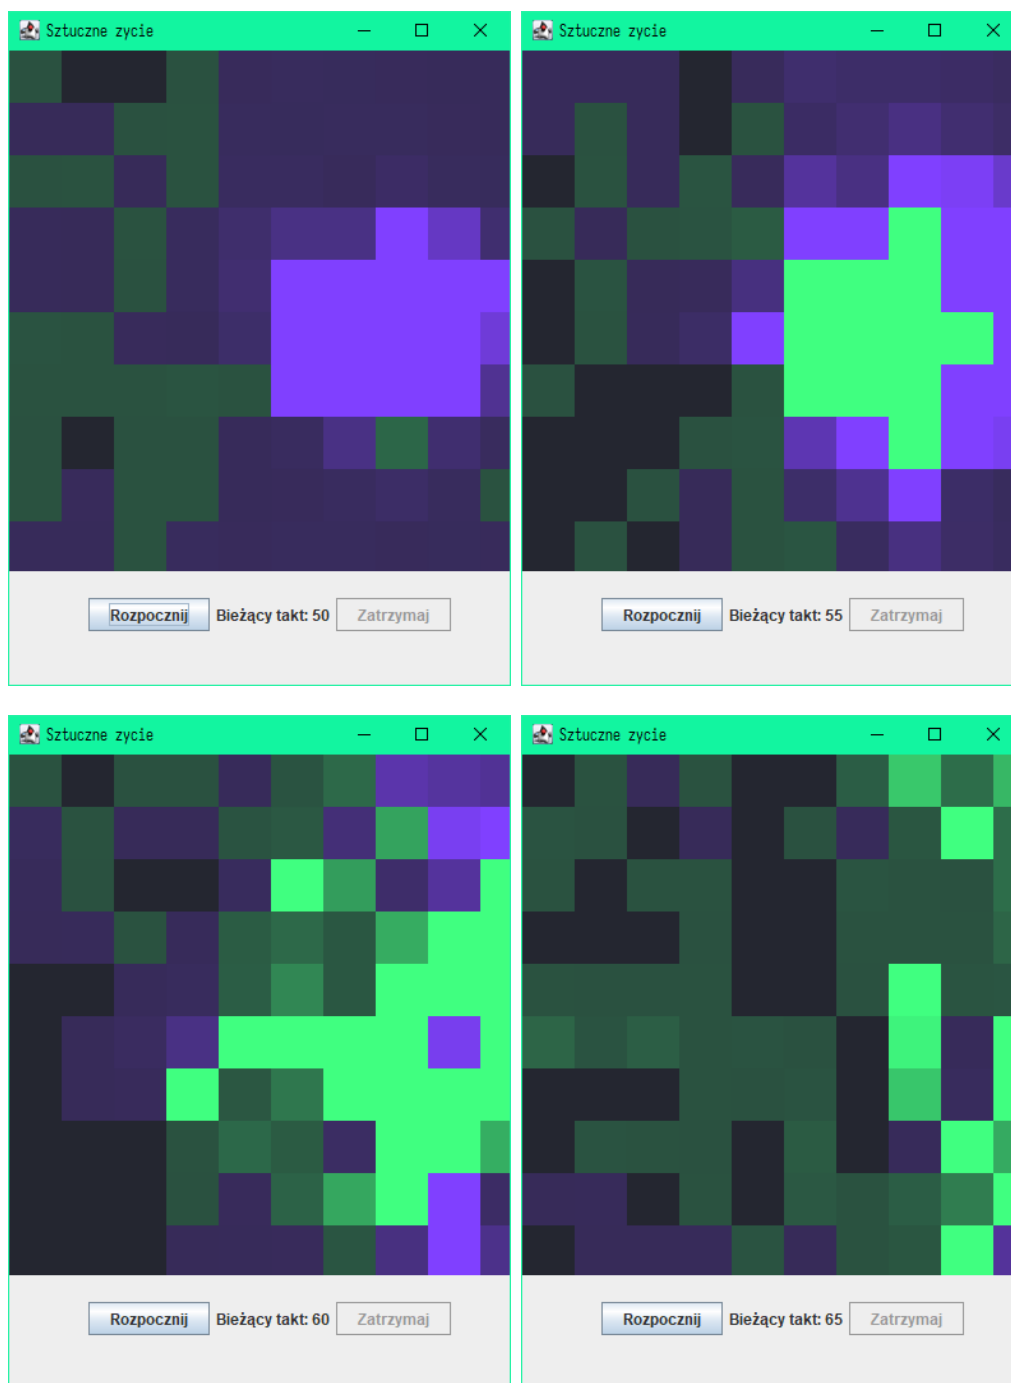 Sztuczne zycie
Rozpocznij Bieżący takt: 50 Zatrzymaj
Sztuczne zycie
Rozpocznij Bieżący takt: 55 Zatrzymaj
Sztuczne zycie
Rozpocznij Bieżący takt: 60 Zatrzymaj
Sztuczne zycie
Rozpocznij Bieżący takt: 65 Zatrzymaj